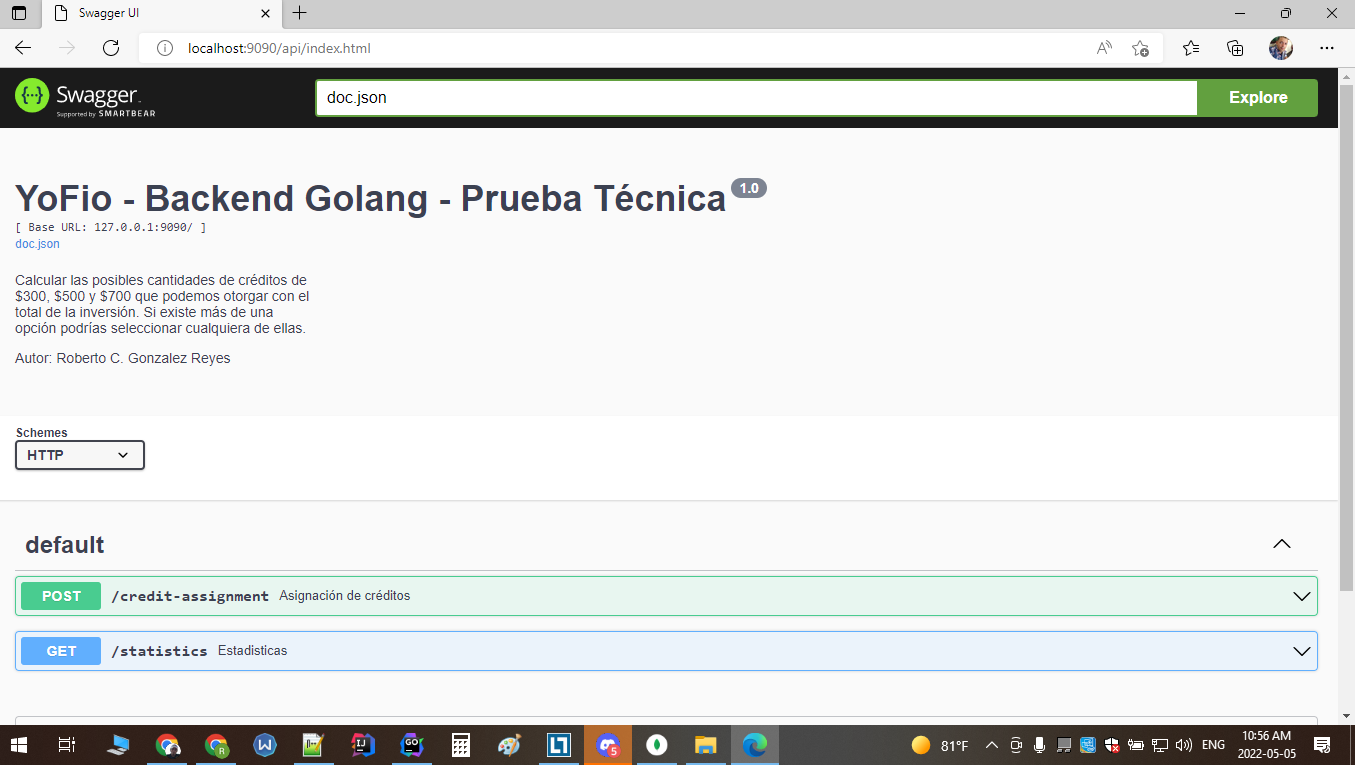 Swagger UI
localhost:9090/api/index.html
Swagger.
Supported by SMARTBEAR
doc.json
Explore
YoFio - Backend Golang - Prueba Técnica 1.0
[ Base URL: 127.0.0.1:9090/ ]
doc.json
Calcular las posibles cantidades de créditos de
$300, $500 y $700 que podemos otorgar con el
total de la inversión. Si existe más de una
opción podrías seleccionar cualquiera de ellas.
Autor: Roberto C. Gonzalez Reyes
Schemes
HTTP
default
POST /credit-assignment Asignación de créditos
GET /statistics Estadisticas
81°F
ENG
10:56 AM
2022-05-05